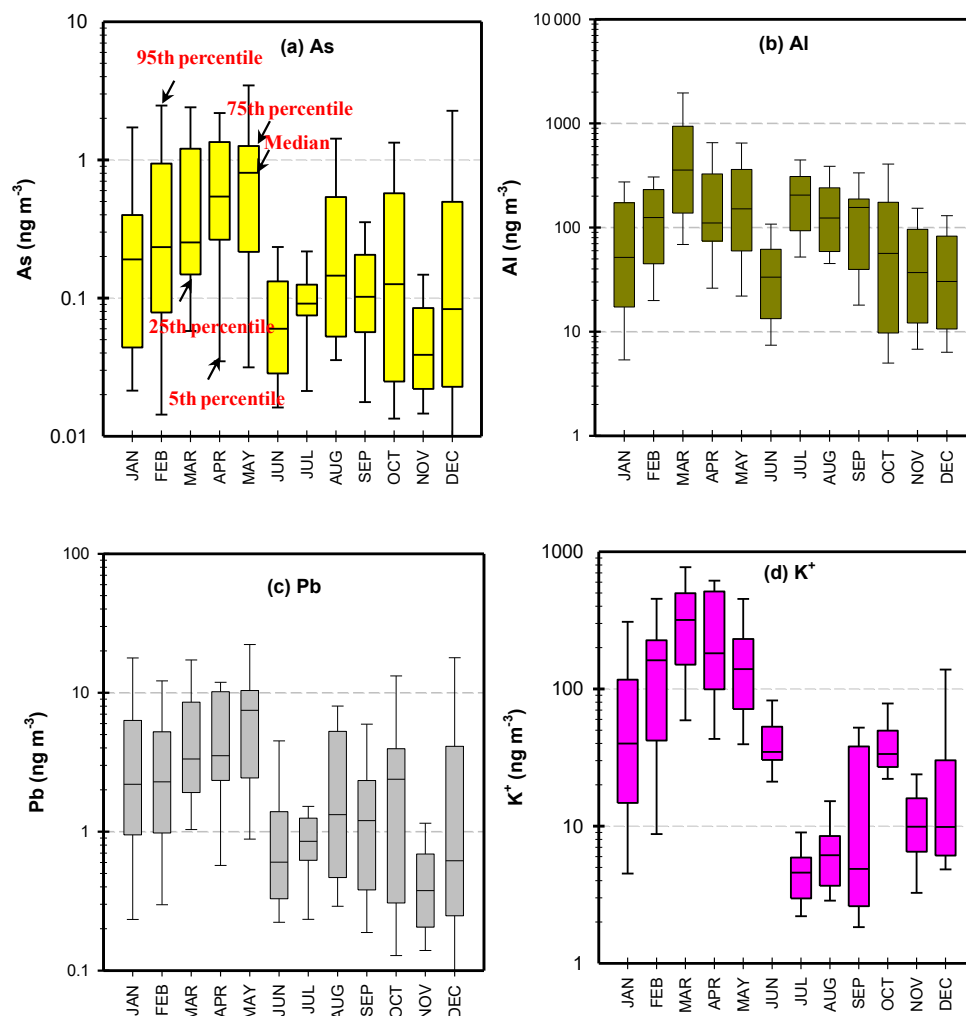 (a) As
As (ng m⁻³)
10
1
0.1
0.01
95th percentile
75th percentile
Median
25th percentile
5th percentile
JAN
FEB
MAR
APR
MAY
JUN
JUL
AUG
SEP
OCT
NOV
DEC
(b) Al
Al (ng m⁻³)
10 000
1000
100
10
1
JAN
FEB
MAR
APR
MAY
JUN
JUL
AUG
SEP
OCT
NOV
DEC
(c) Pb
Pb (ng m⁻³)
100
10
1
0.1
JAN
FEB
MAR
APR
MAY
JUN
JUL
AUG
SEP
OCT
NOV
DEC
(d) K⁺
K⁺ (ng m⁻³)
1000
100
10
1
JAN
FEB
MAR
APR
MAY
JUN
JUL
AUG
SEP
OCT
NOV
DEC